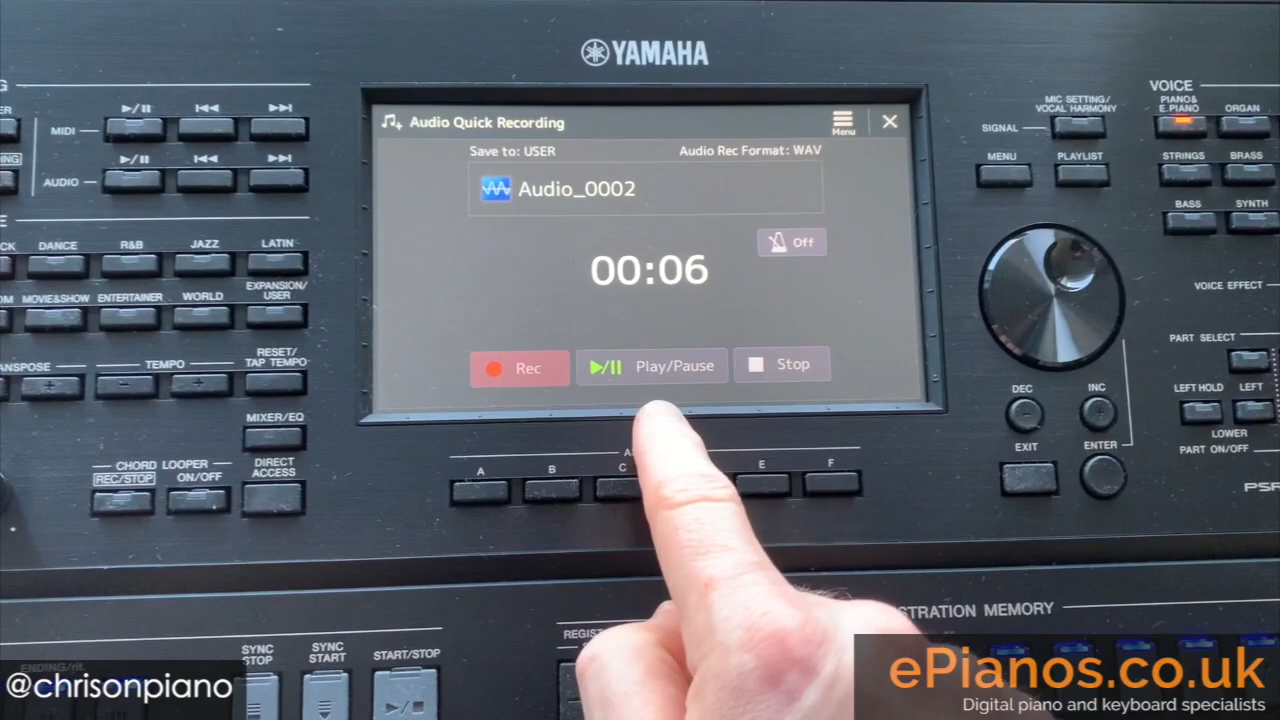 YAMAHA
Audio Quick Recording
Menu
Save to: USER
Audio Rec Format: WAV
Audio_0002
Off
00:06
Rec
Play/Pause
Stop
MIDI
AUDIO
DANCE
R&B
JAZZ
LATIN
MOVIE&SHOW
ENTERTAINER
WORLD
EXPANSION/
USER
TEMPO
RESET/
TAP TEMPO
MIXER/EQ
CHORD LOOPER
REC/STOP
ON/OFF
DIRECT
ACCESS
A
B
C
E
F
VOICE
MIC SETTING/
VOCAL HARMONY
PIANO&
E.PIANO
ORGAN
SIGNAL
MENU
PLAYLIST
STRINGS
BRASS
BASS
SYNTH
VOICE EFFECT
PART SELECT
DEC
INC
LEFT HOLD
LEFT
LOWER
EXIT
ENTER
PART ON/OFF
ENDING/rit.
SYNC
STOP
SYNC
START
START/STOP
MEMORY
@chrisonpiano
ePianos.co.uk
Digital piano and keyboard specialists